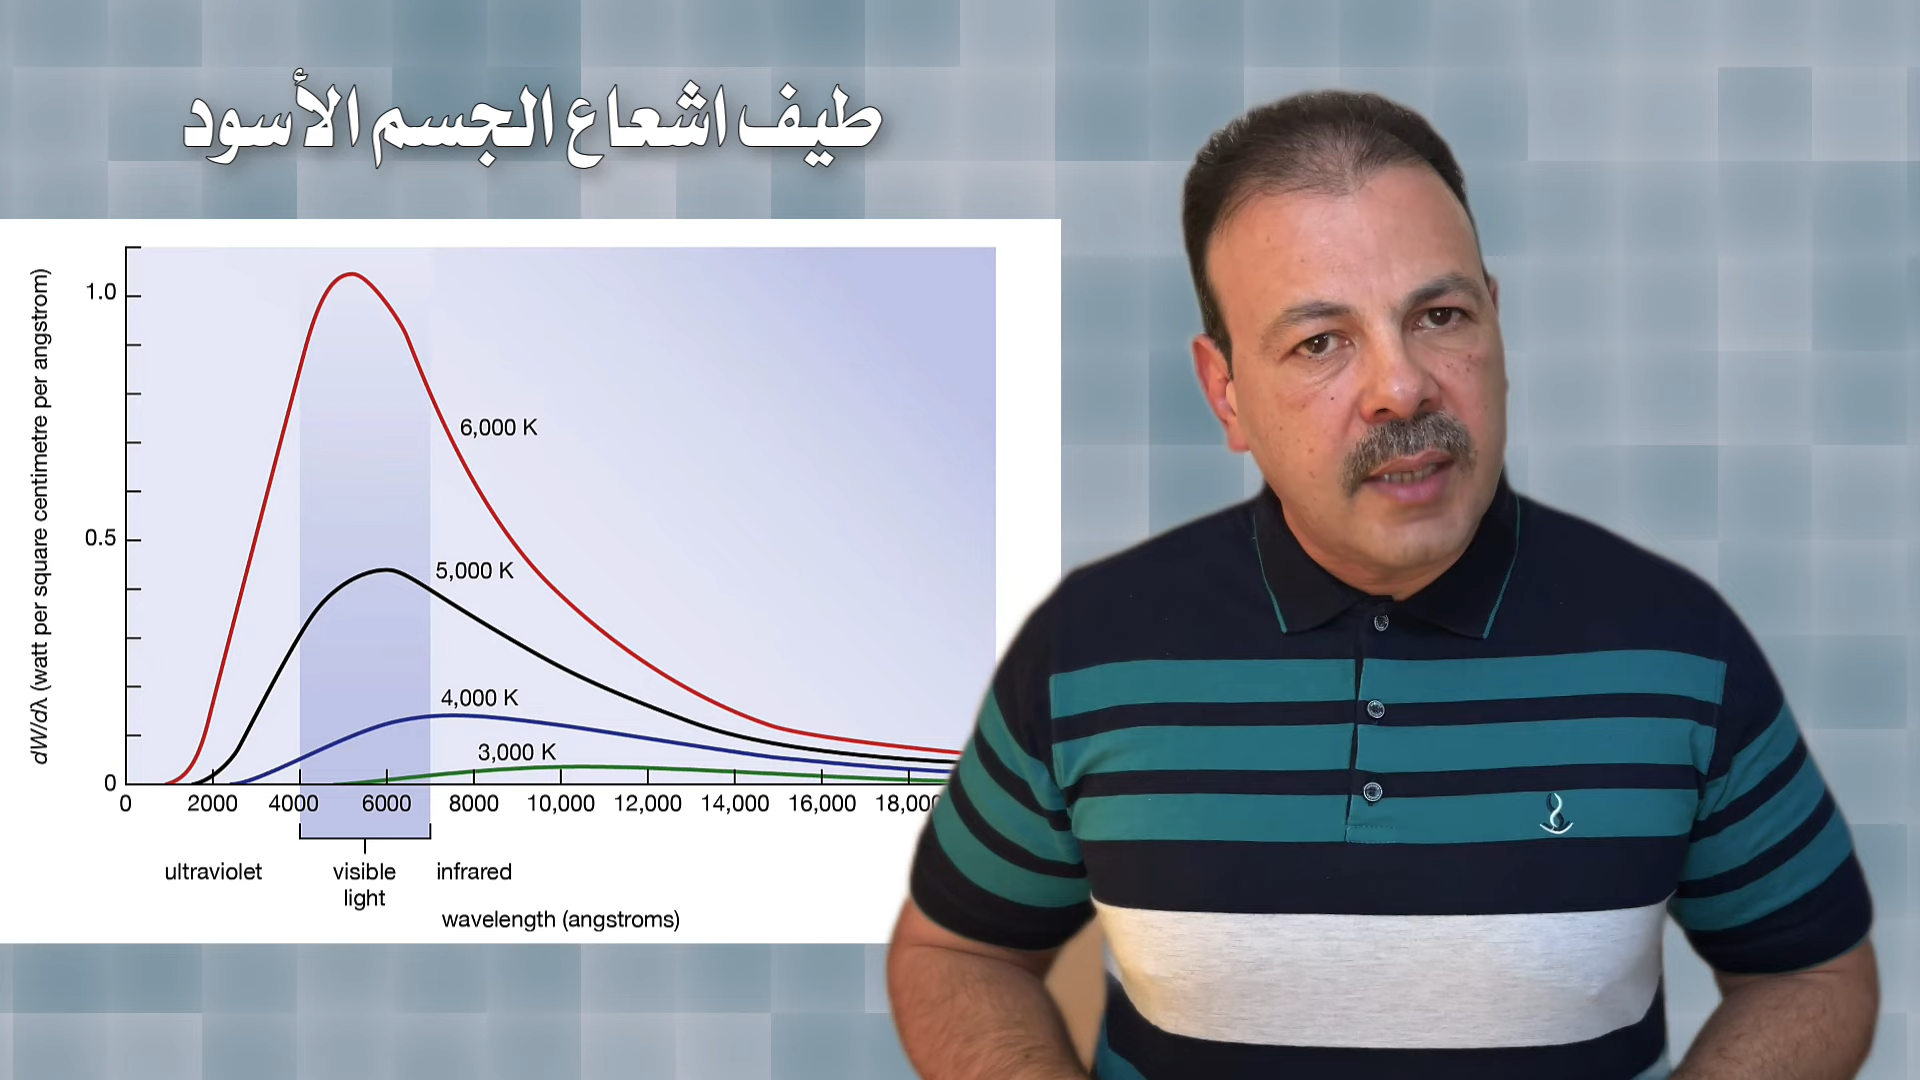 طيف اشعاع الجسم الأسود
dW/dλ (watt per square centimetre per angstrom)
1.0
0.5
0
6,000 K
5,000 K
4,000 K
3,000 K
0 2000 4000 6000 8000 10,000 12,000 14,000 16,000
ultraviolet
visible
light
infrared
wavelength (angstroms)